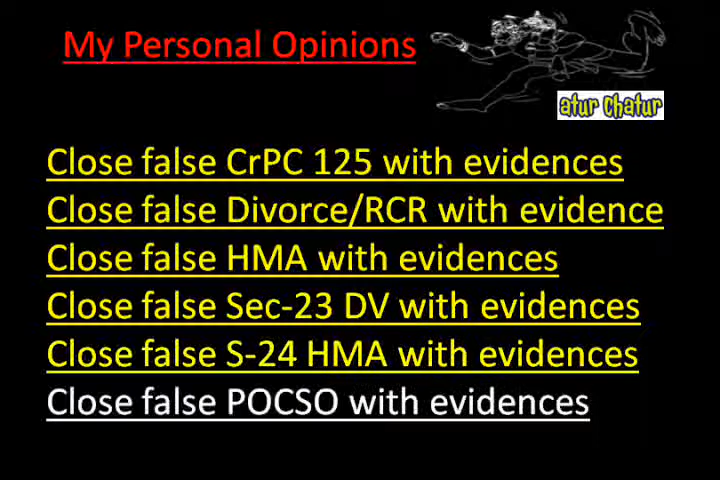 My Personal Opinions
atur chatur
Close false CrPC 125 with evidences
Close false Divorce/RCR with evidence
Close false HMA with evidences
Close false Sec-23 DV with evidences
Close false S-24 HMA with evidences
Close false POCSO with evidences